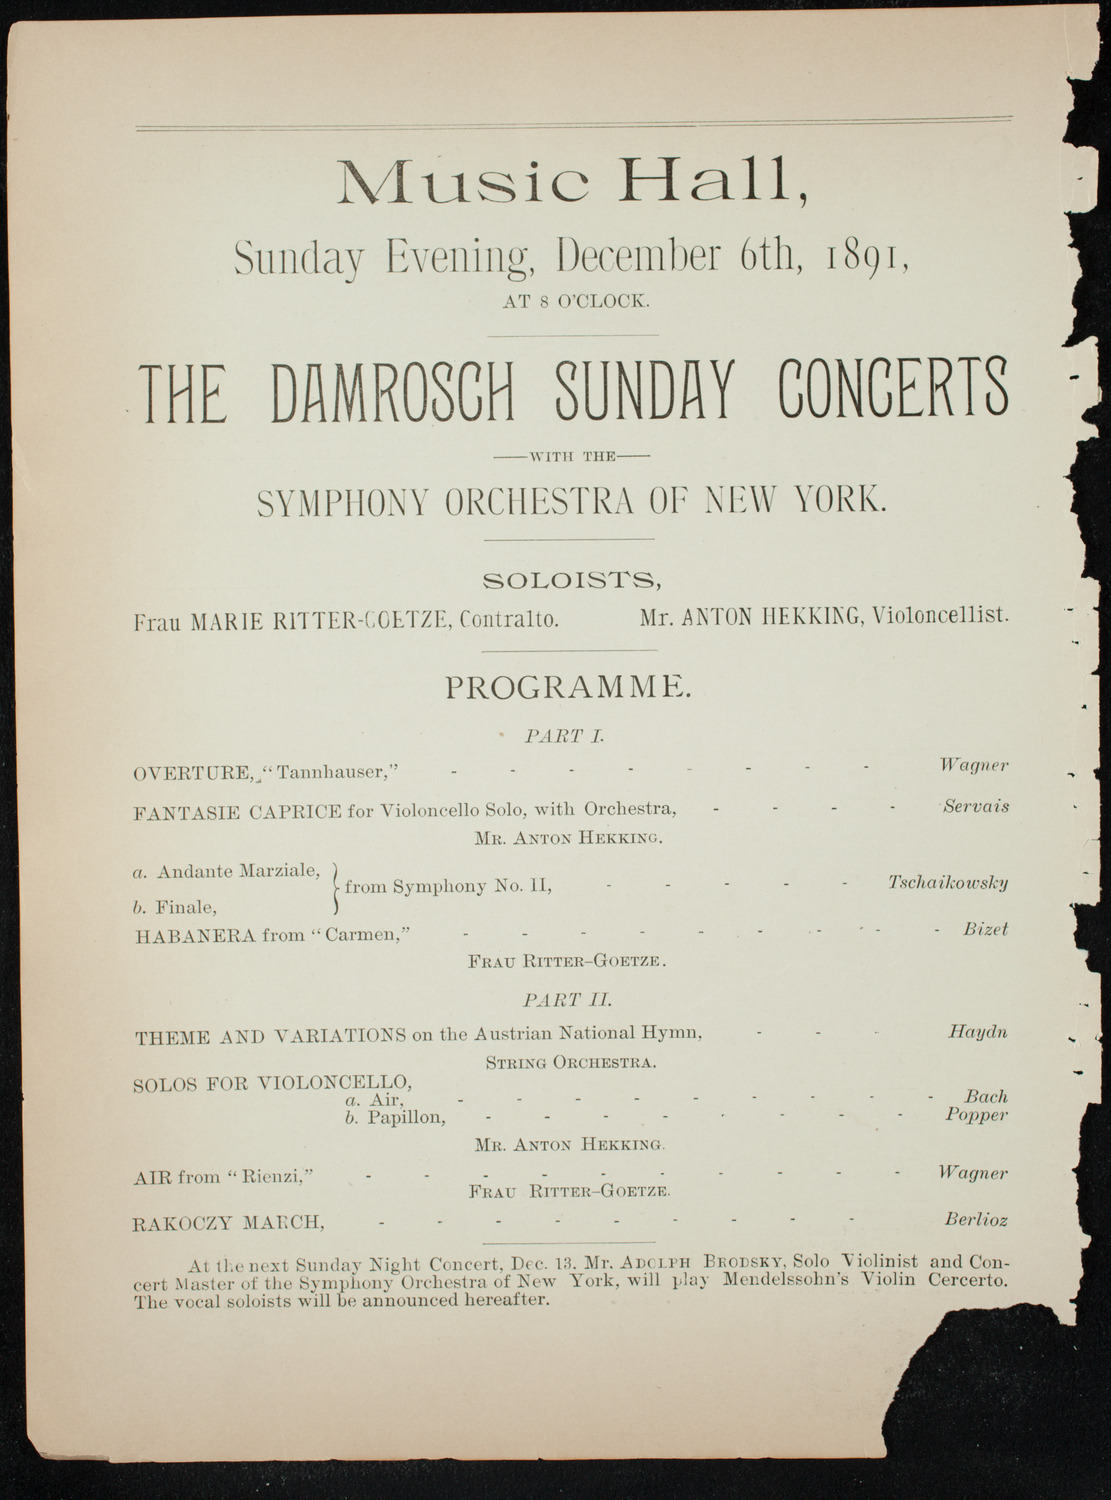 Music Hall,
Sunday Evening, December 6th, 1891,
AT 8 O'CLOCK.
THE DAMROSCH SUNDAY CONCERTS
—WITH THE—
SYMPHONY ORCHESTRA OF NEW YORK.
SOLOISTS,
Frau MARIE RITTER-GOETZE, Contralto. Mr. ANTON HEKKING, Violoncellist.
PROGRAMME.
PART I.
OVERTURE, "Tannhauser," - - - - - - - - Wagner
FANTASIE CAPRICE for Violoncello Solo, with Orchestra, - - - - Servais
MR. ANTON HEKKING.
a. Andante Marziale,
} from Symphony No. II, - - - - - Tschaikowsky
b. Finale,
HABANERA from "Carmen," - - - - - - - - - Bizet
FRAU RITTER-GOETZE.
PART II.
THEME AND VARIATIONS on the Austrian National Hymn, - - - Haydn
STRING ORCHESTRA.
SOLOS FOR VIOLONCELLO,
a. Air, - - - - - - - - - Bach
b. Papillon, - - - - - - - - Popper
MR. ANTON HEKKING.
AIR from "Rienzi," - - - - - - - - - - Wagner
FRAU RITTER-GOETZE.
RAKOCZY MARCH, - - - - - - - - - Berlioz
At the next Sunday Night Concert, Dec. 13. Mr. ADOLPH BRODSKY, Solo Violinist and Con-
cert Master of the Symphony Orchestra of New York, will play Mendelssohn's Violin Cercerto.
The vocal soloists will be announced hereafter.